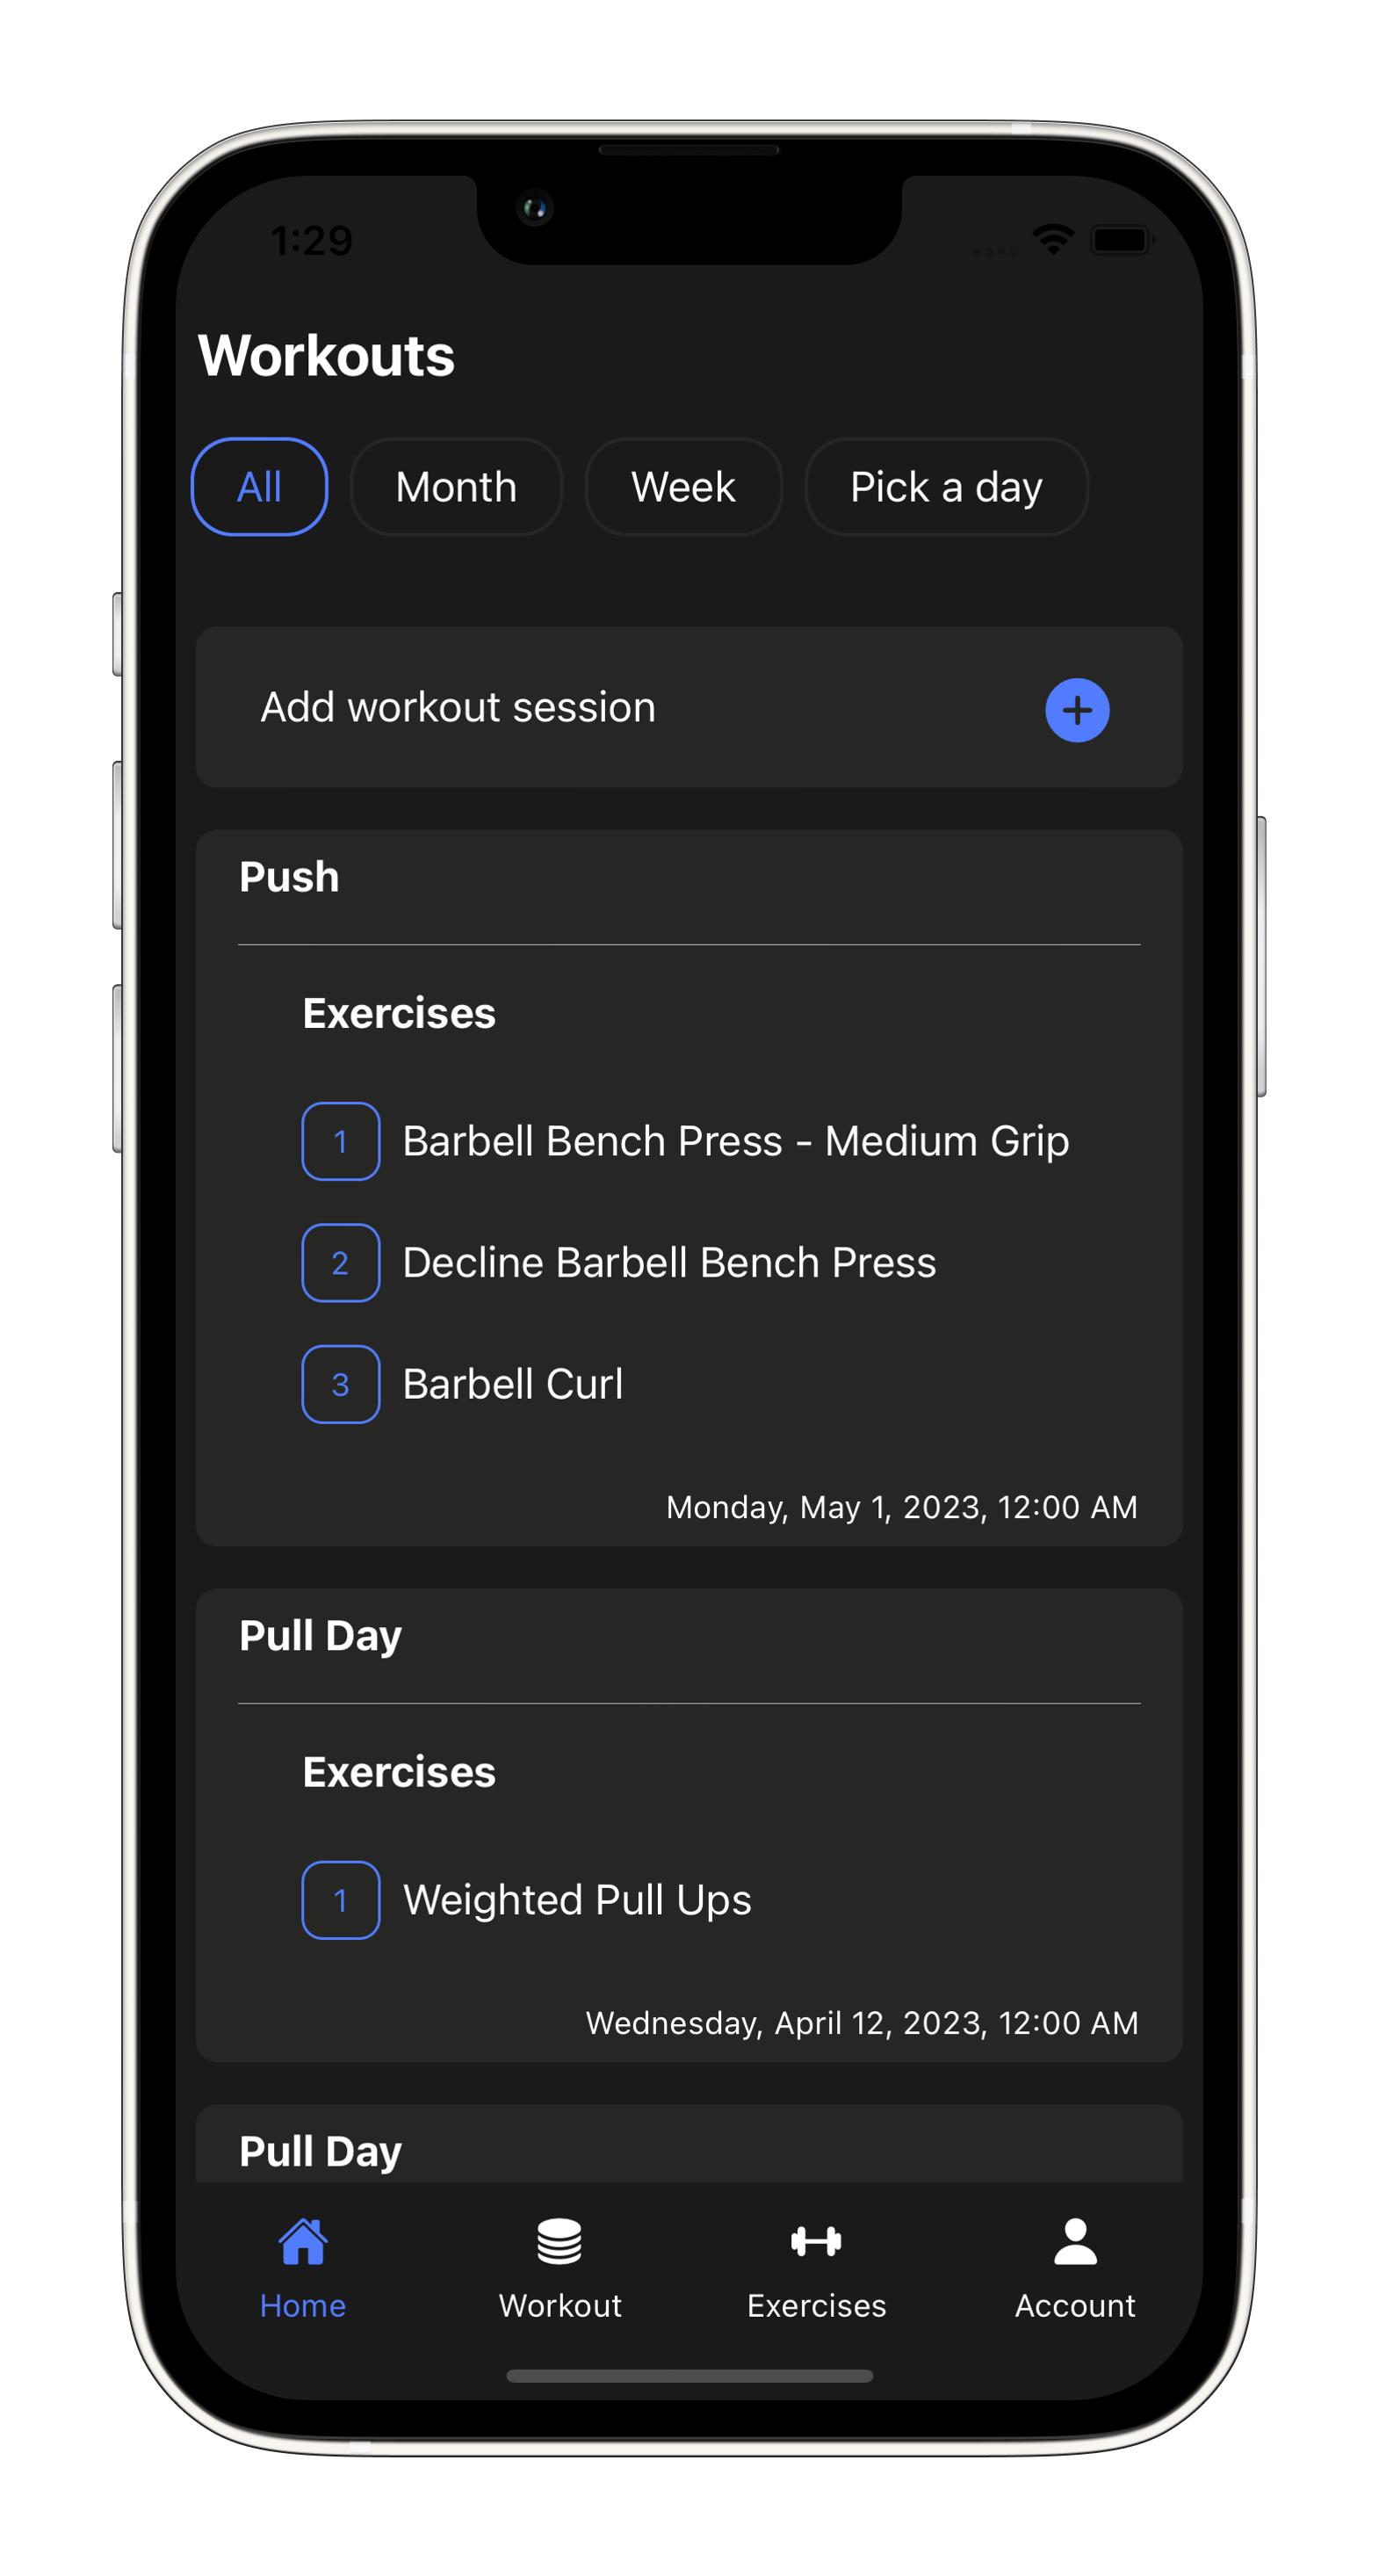 1:29
Workouts
All Month Week Pick a day
Add workout session
Push
Exercises
1 Barbell Bench Press - Medium Grip
2 Decline Barbell Bench Press
3 Barbell Curl
Monday, May 1, 2023, 12:00 AM
Pull Day
Exercises
1 Weighted Pull Ups
Wednesday, April 12, 2023, 12:00 AM
Pull Day
Home Workout Exercises Account